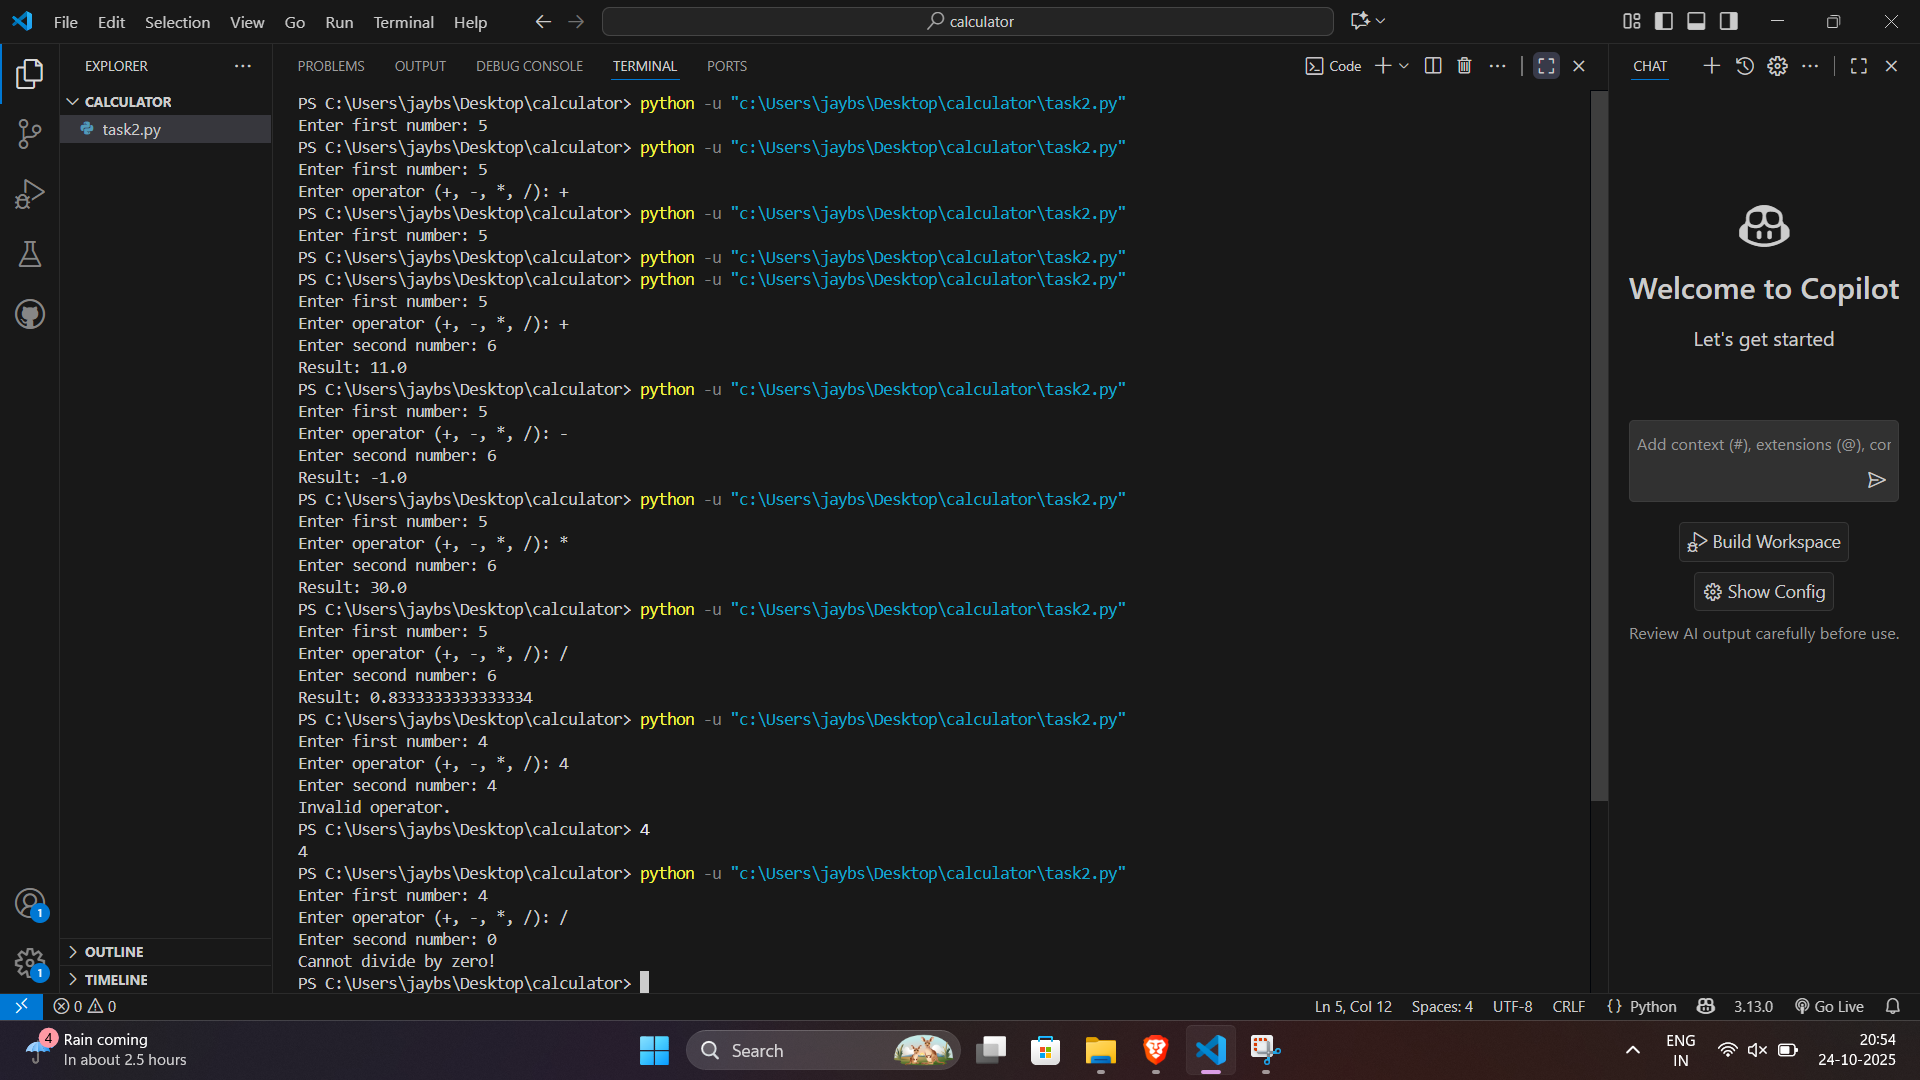 File Edit Selection View Go Run Terminal Help
calculator
EXPLORER
CALCULATOR
task2.py
OUTLINE
TIMELINE
1
1
PROBLEMS OUTPUT DEBUG CONSOLE TERMINAL PORTS
Code
PS C:\Users\jaybs\Desktop\calculator> python -u "c:\Users\jaybs\Desktop\calculator\task2.py"
Enter first number: 5
PS C:\Users\jaybs\Desktop\calculator> python -u "c:\Users\jaybs\Desktop\calculator\task2.py"
Enter first number: 5
Enter operator (+, -, *, /): +
PS C:\Users\jaybs\Desktop\calculator> python -u "c:\Users\jaybs\Desktop\calculator\task2.py"
Enter first number: 5
PS C:\Users\jaybs\Desktop\calculator> python -u "c:\Users\jaybs\Desktop\calculator\task2.py"
PS C:\Users\jaybs\Desktop\calculator> python -u "c:\Users\jaybs\Desktop\calculator\task2.py"
Enter first number: 5
Enter operator (+, -, *, /): +
Enter second number: 6
Result: 11.0
PS C:\Users\jaybs\Desktop\calculator> python -u "c:\Users\jaybs\Desktop\calculator\task2.py"
Enter first number: 5
Enter operator (+, -, *, /): -
Enter second number: 6
Result: -1.0
PS C:\Users\jaybs\Desktop\calculator> python -u "c:\Users\jaybs\Desktop\calculator\task2.py"
Enter first number: 5
Enter operator (+, -, *, /): *
Enter second number: 6
Result: 30.0
PS C:\Users\jaybs\Desktop\calculator> python -u "c:\Users\jaybs\Desktop\calculator\task2.py"
Enter first number: 5
Enter operator (+, -, *, /): /
Enter second number: 6
Result: 0.8333333333333334
PS C:\Users\jaybs\Desktop\calculator> python -u "c:\Users\jaybs\Desktop\calculator\task2.py"
Enter first number: 4
Enter operator (+, -, *, /): 4
Enter second number: 4
Invalid operator.
PS C:\Users\jaybs\Desktop\calculator> 4
4
PS C:\Users\jaybs\Desktop\calculator> python -u "c:\Users\jaybs\Desktop\calculator\task2.py"
Enter first number: 4
Enter operator (+, -, *, /): /
Enter second number: 0
Cannot divide by zero!
PS C:\Users\jaybs\Desktop\calculator>
CHAT
Welcome to Copilot
Let's get started
Add context (#), extensions (@), cor
Build Workspace
Show Config
Review AI output carefully before use.
0 0
Ln 5, Col 12 Spaces: 4 UTF-8 CRLF {} Python 3.13.0 Go Live
4
Rain coming
In about 2.5 hours
Search
ENG
IN
20:54
24-10-2025